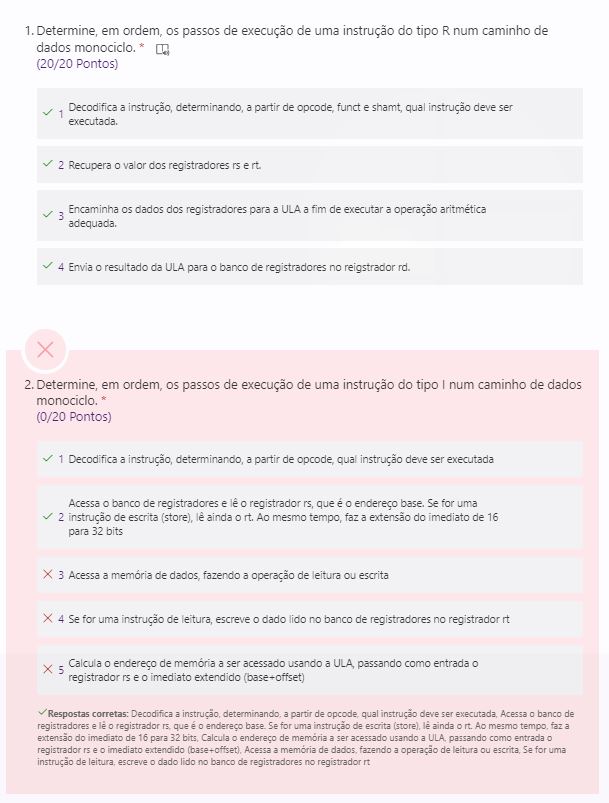 1. Determine, em ordem, os passos de execução de uma instrução do tipo R num caminho de
dados monociclo. *
(20/20 Pontos)
1 Decodifica a instrução, determinando, a partir de opcode, funct e shamt, qual instrução deve ser
executada.
2 Recupera o valor dos registradores rs e rt.
3 Encaminha os dados dos registradores para a ULA a fim de executar a operação aritmética
adequada.
4 Envia o resultado da ULA para o banco de registradores no reigstrador rd.
2. Determine, em ordem, os passos de execução de uma instrução do tipo I num caminho de dados
monociclo. *
(0/20 Pontos)
1 Decodifica a instrução, determinando, a partir de opcode, qual instrução deve ser executada
Acessa o banco de registradores e lê o registrador rs, que é o endereço base. Se for uma
2 instrução de escrita (store), lê ainda o rt. Ao mesmo tempo, faz a extensão do imediato de 16
para 32 bits
3 Acessa a memória de dados, fazendo a operação de leitura ou escrita
4 Se for uma instrução de leitura, escreve o dado lido no banco de registradores no registrador rt
5 Calcula o endereço de memória a ser acessado usando a ULA, passando como entrada o
registrador rs e o imediato extendido (base+offset)
Respostas corretas: Decodifica a instrução, determinando, a partir de opcode, qual instrução deve ser executada, Acessa o banco de
registradores e lê o registrador rs, que é o endereço base. Se for uma instrução de escrita (store), lê ainda o rt. Ao mesmo tempo, faz a
extensão do imediato de 16 para 32 bits, Calcula o endereço de memória a ser acessado usando a ULA, passando como entrada o
registrador rs e o imediato extendido (base+offset), Acessa a memória de dados, fazendo a operação de leitura ou escrita, Se for uma
instrução de leitura, escreve o dado lido no banco de registradores no registrador rt